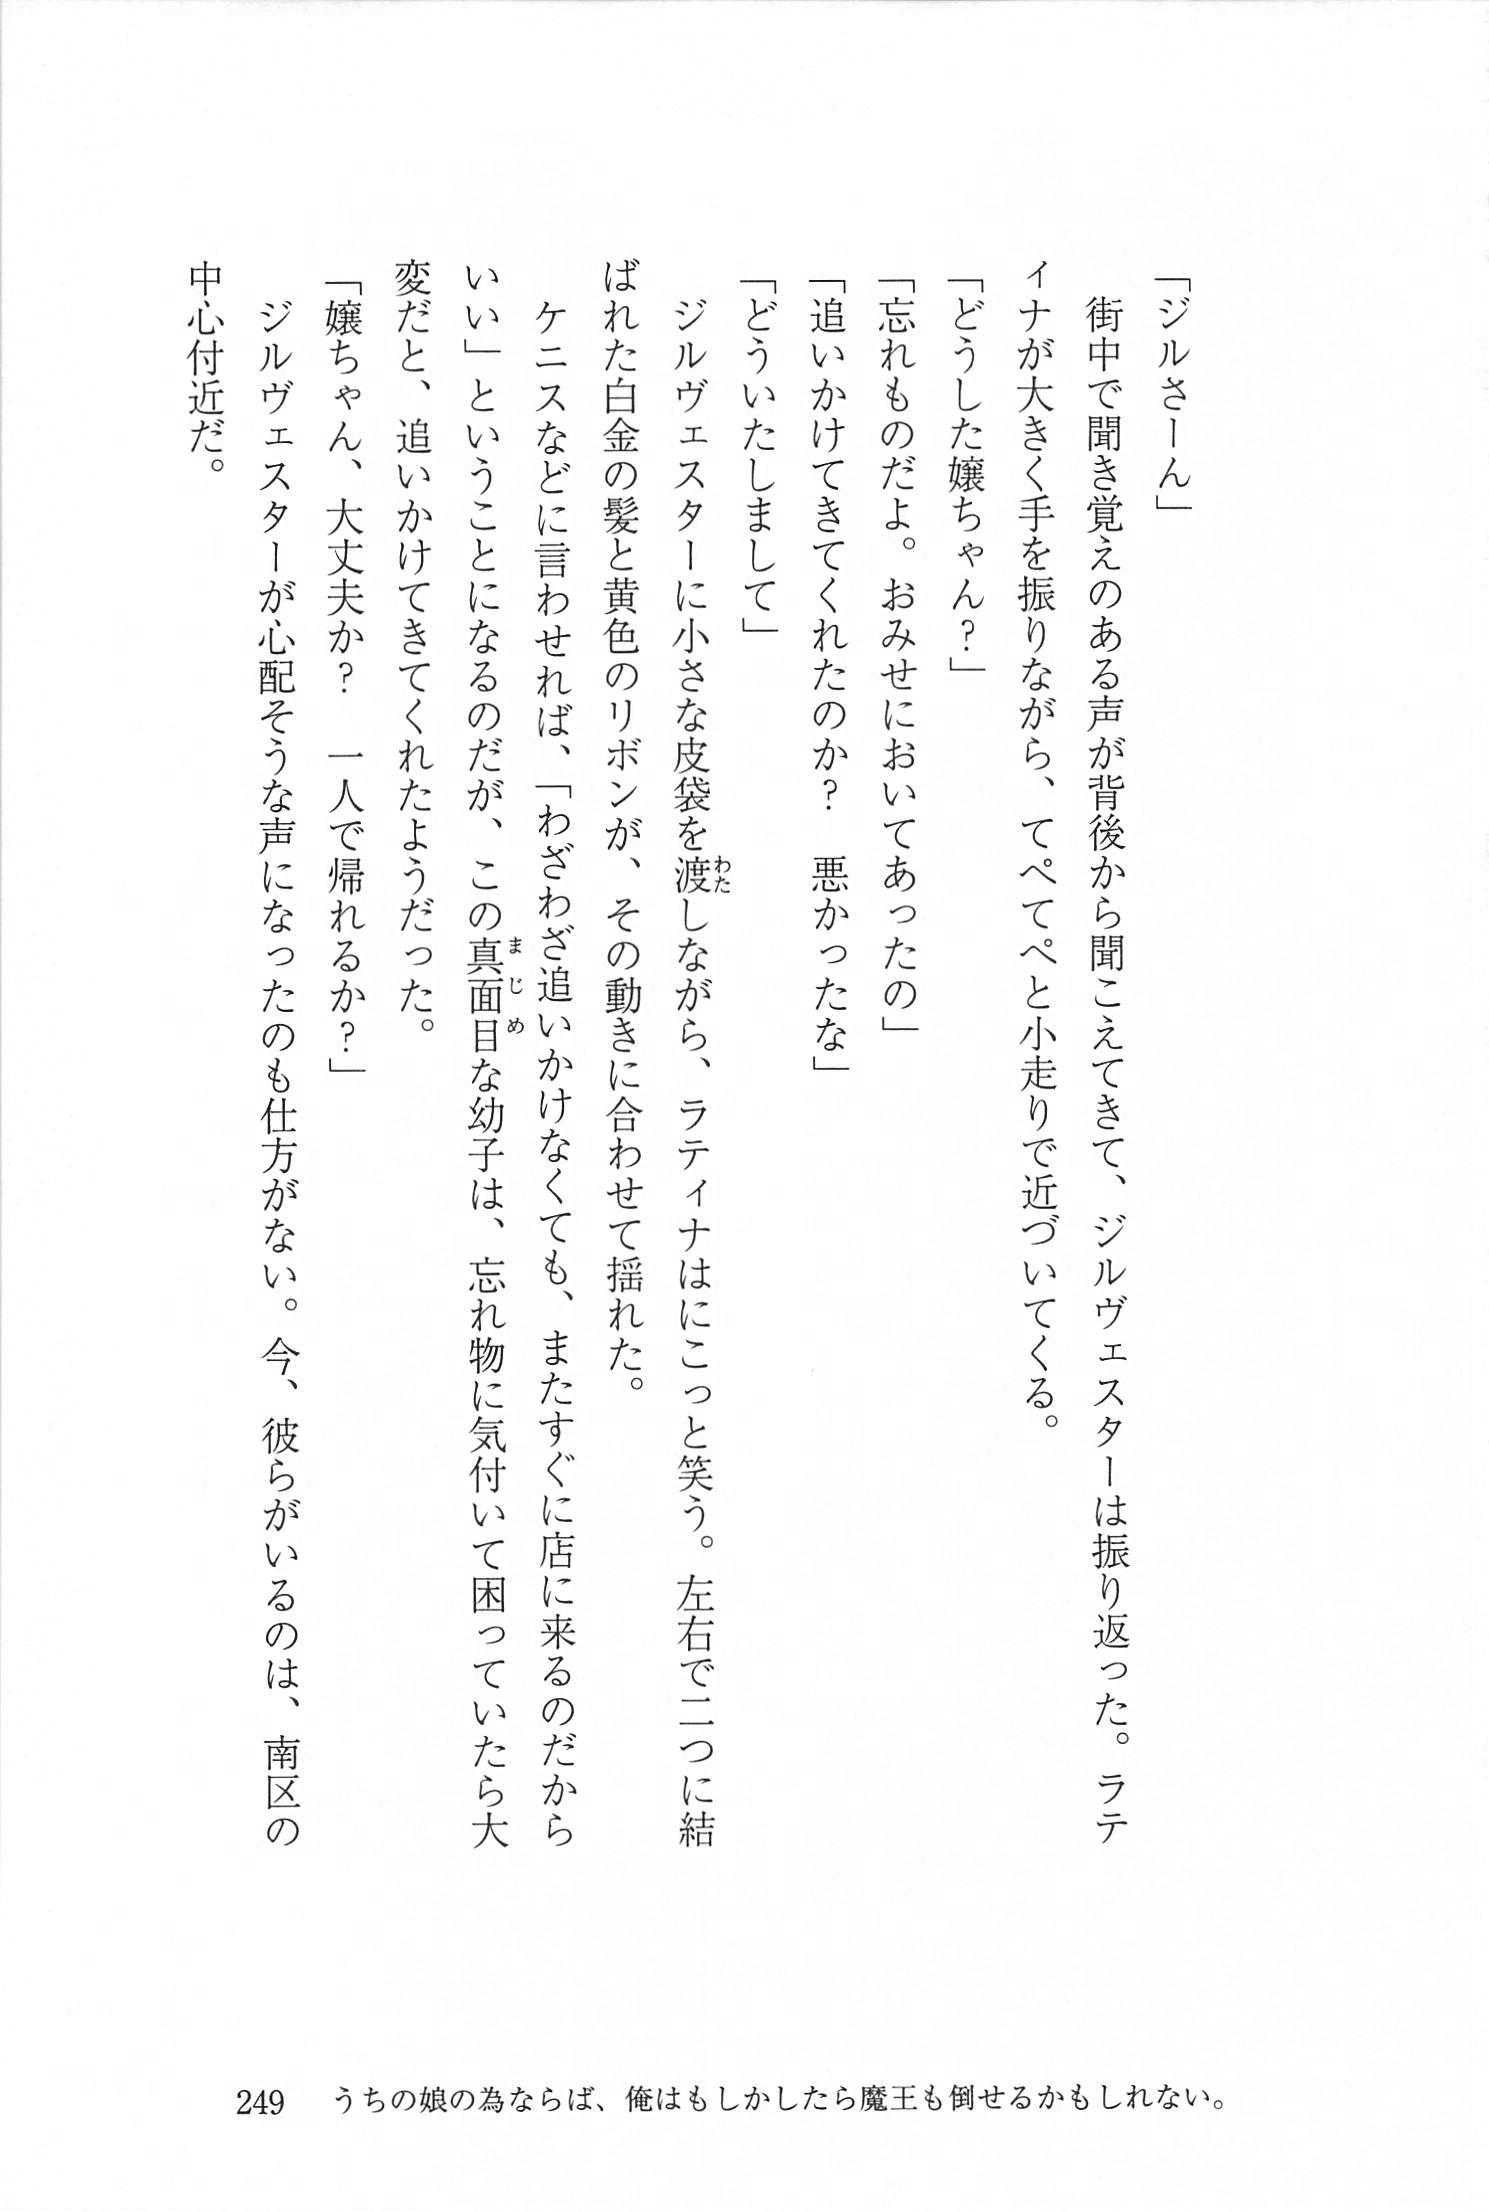 「ジルさーん」
　街中で聞き覚えのある声が背後から聞こえてきて、ジルヴェスターは振り返った。ラテ
ィナが大きく手を振りながら、てぺてぺと小走りで近づいてくる。
「どうした嬢ちゃん？」
「忘れものだよ。おみせにおいてあったの」
「追いかけてきてくれたのか？　悪かったな」
「どういたしまして」
　ジルヴェスターに小さな皮袋を渡しながら、ラティナはにこっと笑う。左右で二つに結
ばれた白金の髪と黄色のリボンが、その動きに合わせて揺れた。
　ケニスなどに言わせれば、「わざわざ追いかけなくても、またすぐに店に来るのだから
いい」ということになるのだが、この真面目な幼子は、忘れ物に気付いて困っていたら大
変だと、追いかけてきてくれたようだった。
「嬢ちゃん、大丈夫か？　一人で帰れるか？」
　ジルヴェスターが心配そうな声になったのも仕方がない。今、彼らがいるのは、南区の
中心付近だ。
249　うちの娘の為ならば、俺はもしかしたら魔王も倒せるかもしれない。